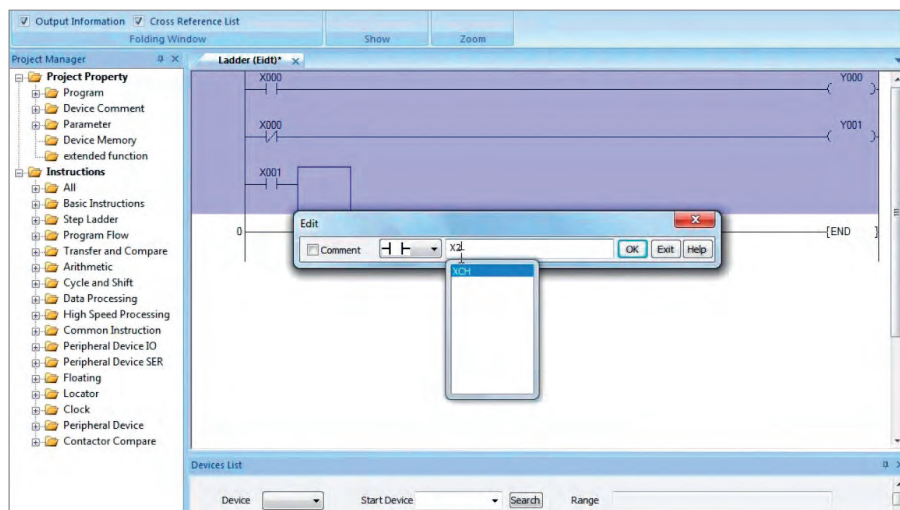 Output Information Cross Reference List
Folding Window Show Zoom
Project Manager
Ladder (Eidt)*
Project Property
Program
Device Comment
Parameter
Device Memory
extended function
Instructions
All
Basic Instructions
Step Ladder
Program Flow
Transfer and Compare
Arithmetic
Cycle and Shift
Data Processing
High Speed Processing
Common Instruction
Peripheral Device IO
Peripheral Device SER
Floating
Locator
Clock
Peripheral Device
Contactor Compare
X000 Y000
X000 Y001
X001
0 [END ]
Edit
Comment X2 OK Exit Help
XCH
Devices List
Device Start Device Search Range